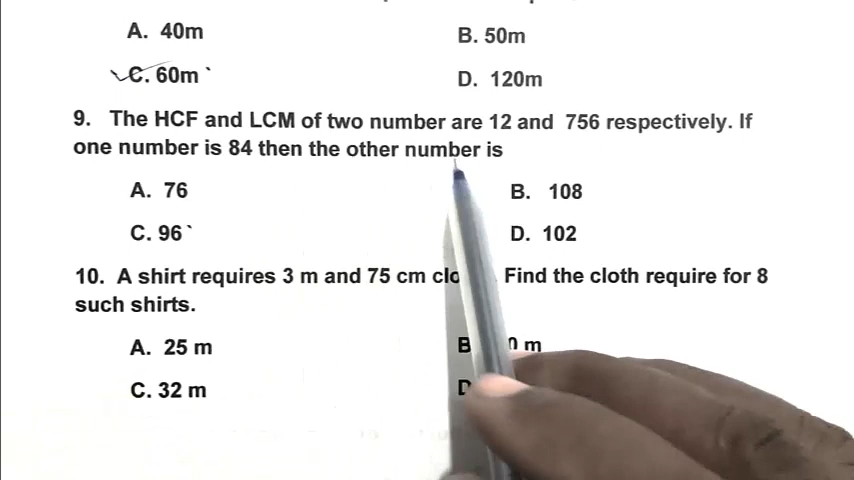 A. 40m
B. 50m
C. 60m
D. 120m
9. The HCF and LCM of two number are 12 and 756 respectively. If
one number is 84 then the other number is
A. 76
B. 108
C. 96
D. 102
10. A shirt requires 3 m and 75 cm Find the cloth require for 8
such shirts.
A. 25 m
B m
C. 32 m
D